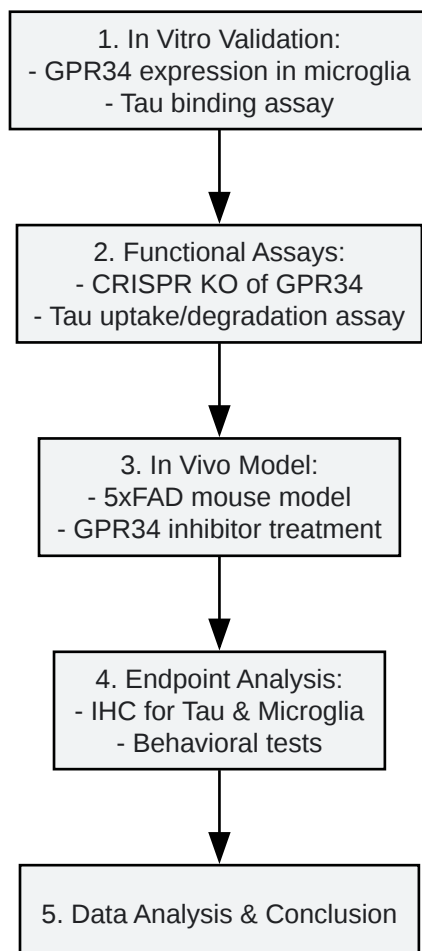 1. In Vitro Validation:
- GPR34 expression in microglia
- Tau binding assay
2. Functional Assays:
- CRISPR KO of GPR34
- Tau uptake/degradation assay
3. In Vivo Model:
- 5xFAD mouse model
- GPR34 inhibitor treatment
4. Endpoint Analysis:
- IHC for Tau & Microglia
- Behavioral tests
5. Data Analysis & Conclusion